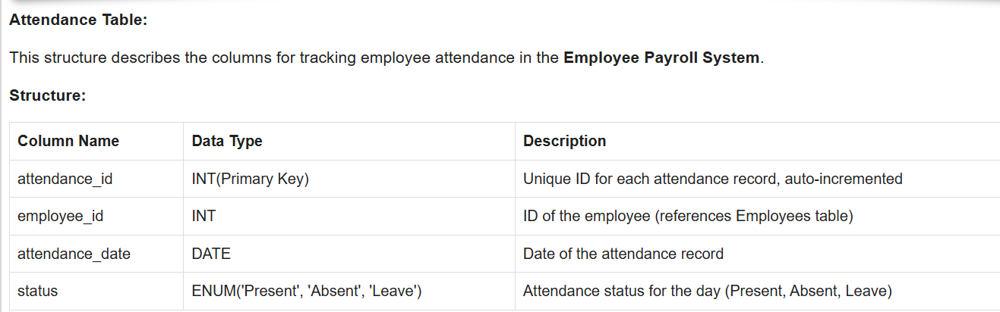 Attendance Table:
This structure describes the columns for tracking employee attendance in the Employee Payroll System.
Structure:
Column Name Data Type Description
attendance_id INT(Primary Key) Unique ID for each attendance record, auto-incremented
employee_id INT ID of the employee (references Employees table)
attendance_date DATE Date of the attendance record
status ENUM('Present', 'Absent', 'Leave') Attendance status for the day (Present, Absent, Leave)